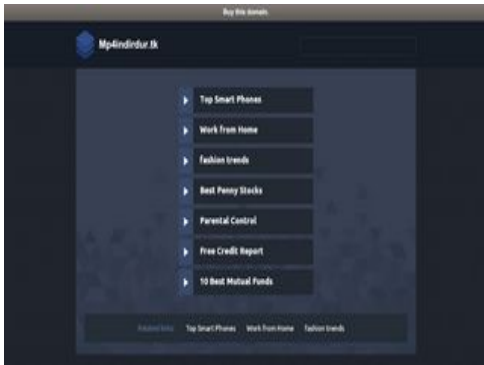 Buy this domain.
Mp4indirdur.tk
Top Smart Phones
Work from Home
fashion trends
Best Penny Stocks
Parental Control
Free Credit Report
10 Best Mutual Funds
Related links Top Smart Phones Work from Home fashion trends